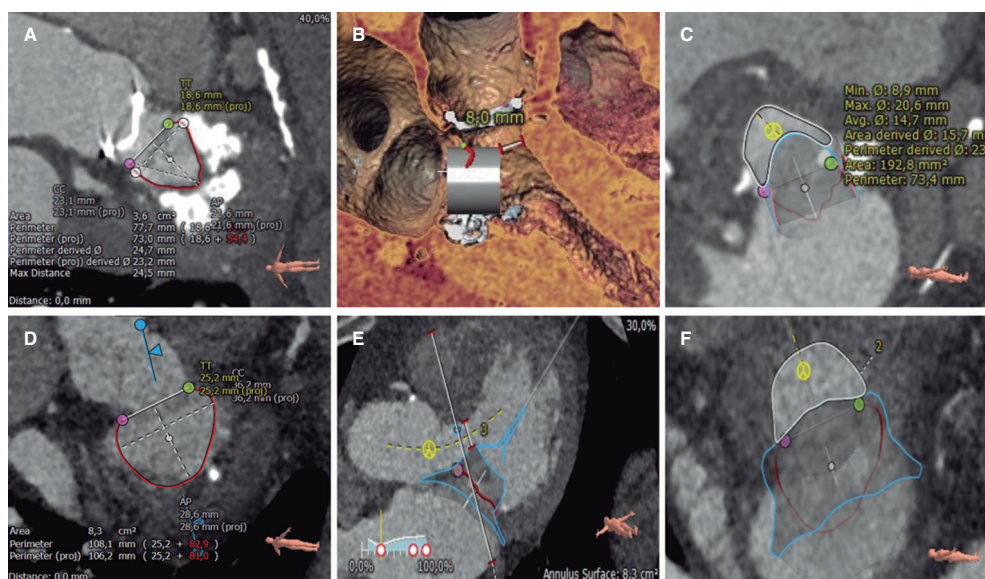 A
40,0%
TT
18,6 mm
18,6 mm (proj)
CC
23,1 mm
23,1 mm (proj)
AP
21,6 mm
21,6 mm (proj)
Area 3,6 cm²
Perimeter 77,7 mm
Perimeter (proj) 73,0 mm ( 18,6 + 54,4 )
Perimeter derived Ø 24,7 mm
Perimeter (proj) derived Ø 23,2 mm
Max Distance 24,5 mm
Distance: 0,0 mm
B
8,0 mm
C
Min. Ø: 8,9 mm
Max. Ø: 20,6 mm
Avg. Ø: 14,7 mm
Area derived Ø: 15,7 m
Perimeter derived Ø: 23
Area: 192,8 mm²
Perimeter: 73,4 mm
D
TT
25,2 mm
25,2 mm (proj)
CC
36,2 mm
36,2 mm (proj)
AP
28,6 mm
28,6 mm (proj)
Area 8,3 cm²
Perimeter 108,1 mm ( 25,2 + 82,9 )
Perimeter (proj) 106,2 mm ( 25,2 + 81,0 )
Distance: 0,0 mm
E
30,0%
3
0,0% 100,0%
Annulus Surface: 8.3 cm²
F
2